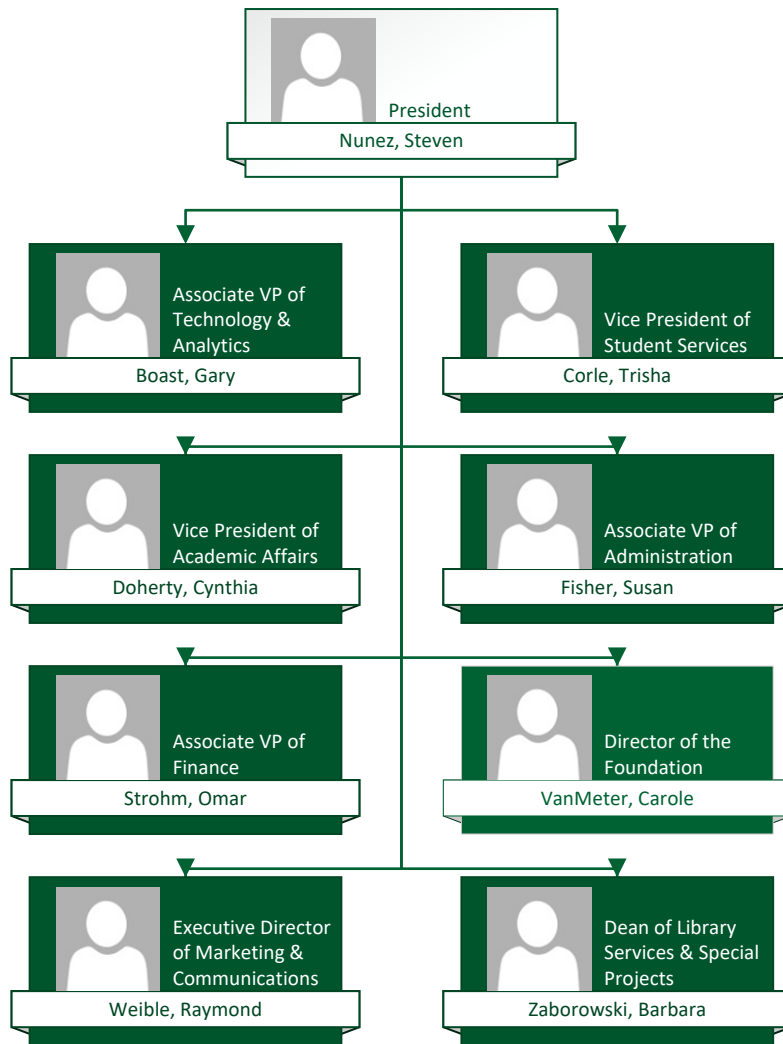 President
Nunez, Steven
Associate VP of
Technology &
Analytics
Boast, Gary
Vice President of
Student Services
Corle, Trisha
Vice President of
Academic Affairs
Doherty, Cynthia
Associate VP of
Administration
Fisher, Susan
Associate VP of
Finance
Strohm, Omar
Director of the
Foundation
VanMeter, Carole
Executive Director
of Marketing &
Communications
Weible, Raymond
Dean of Library
Services & Special
Projects
Zaborowski, Barbara